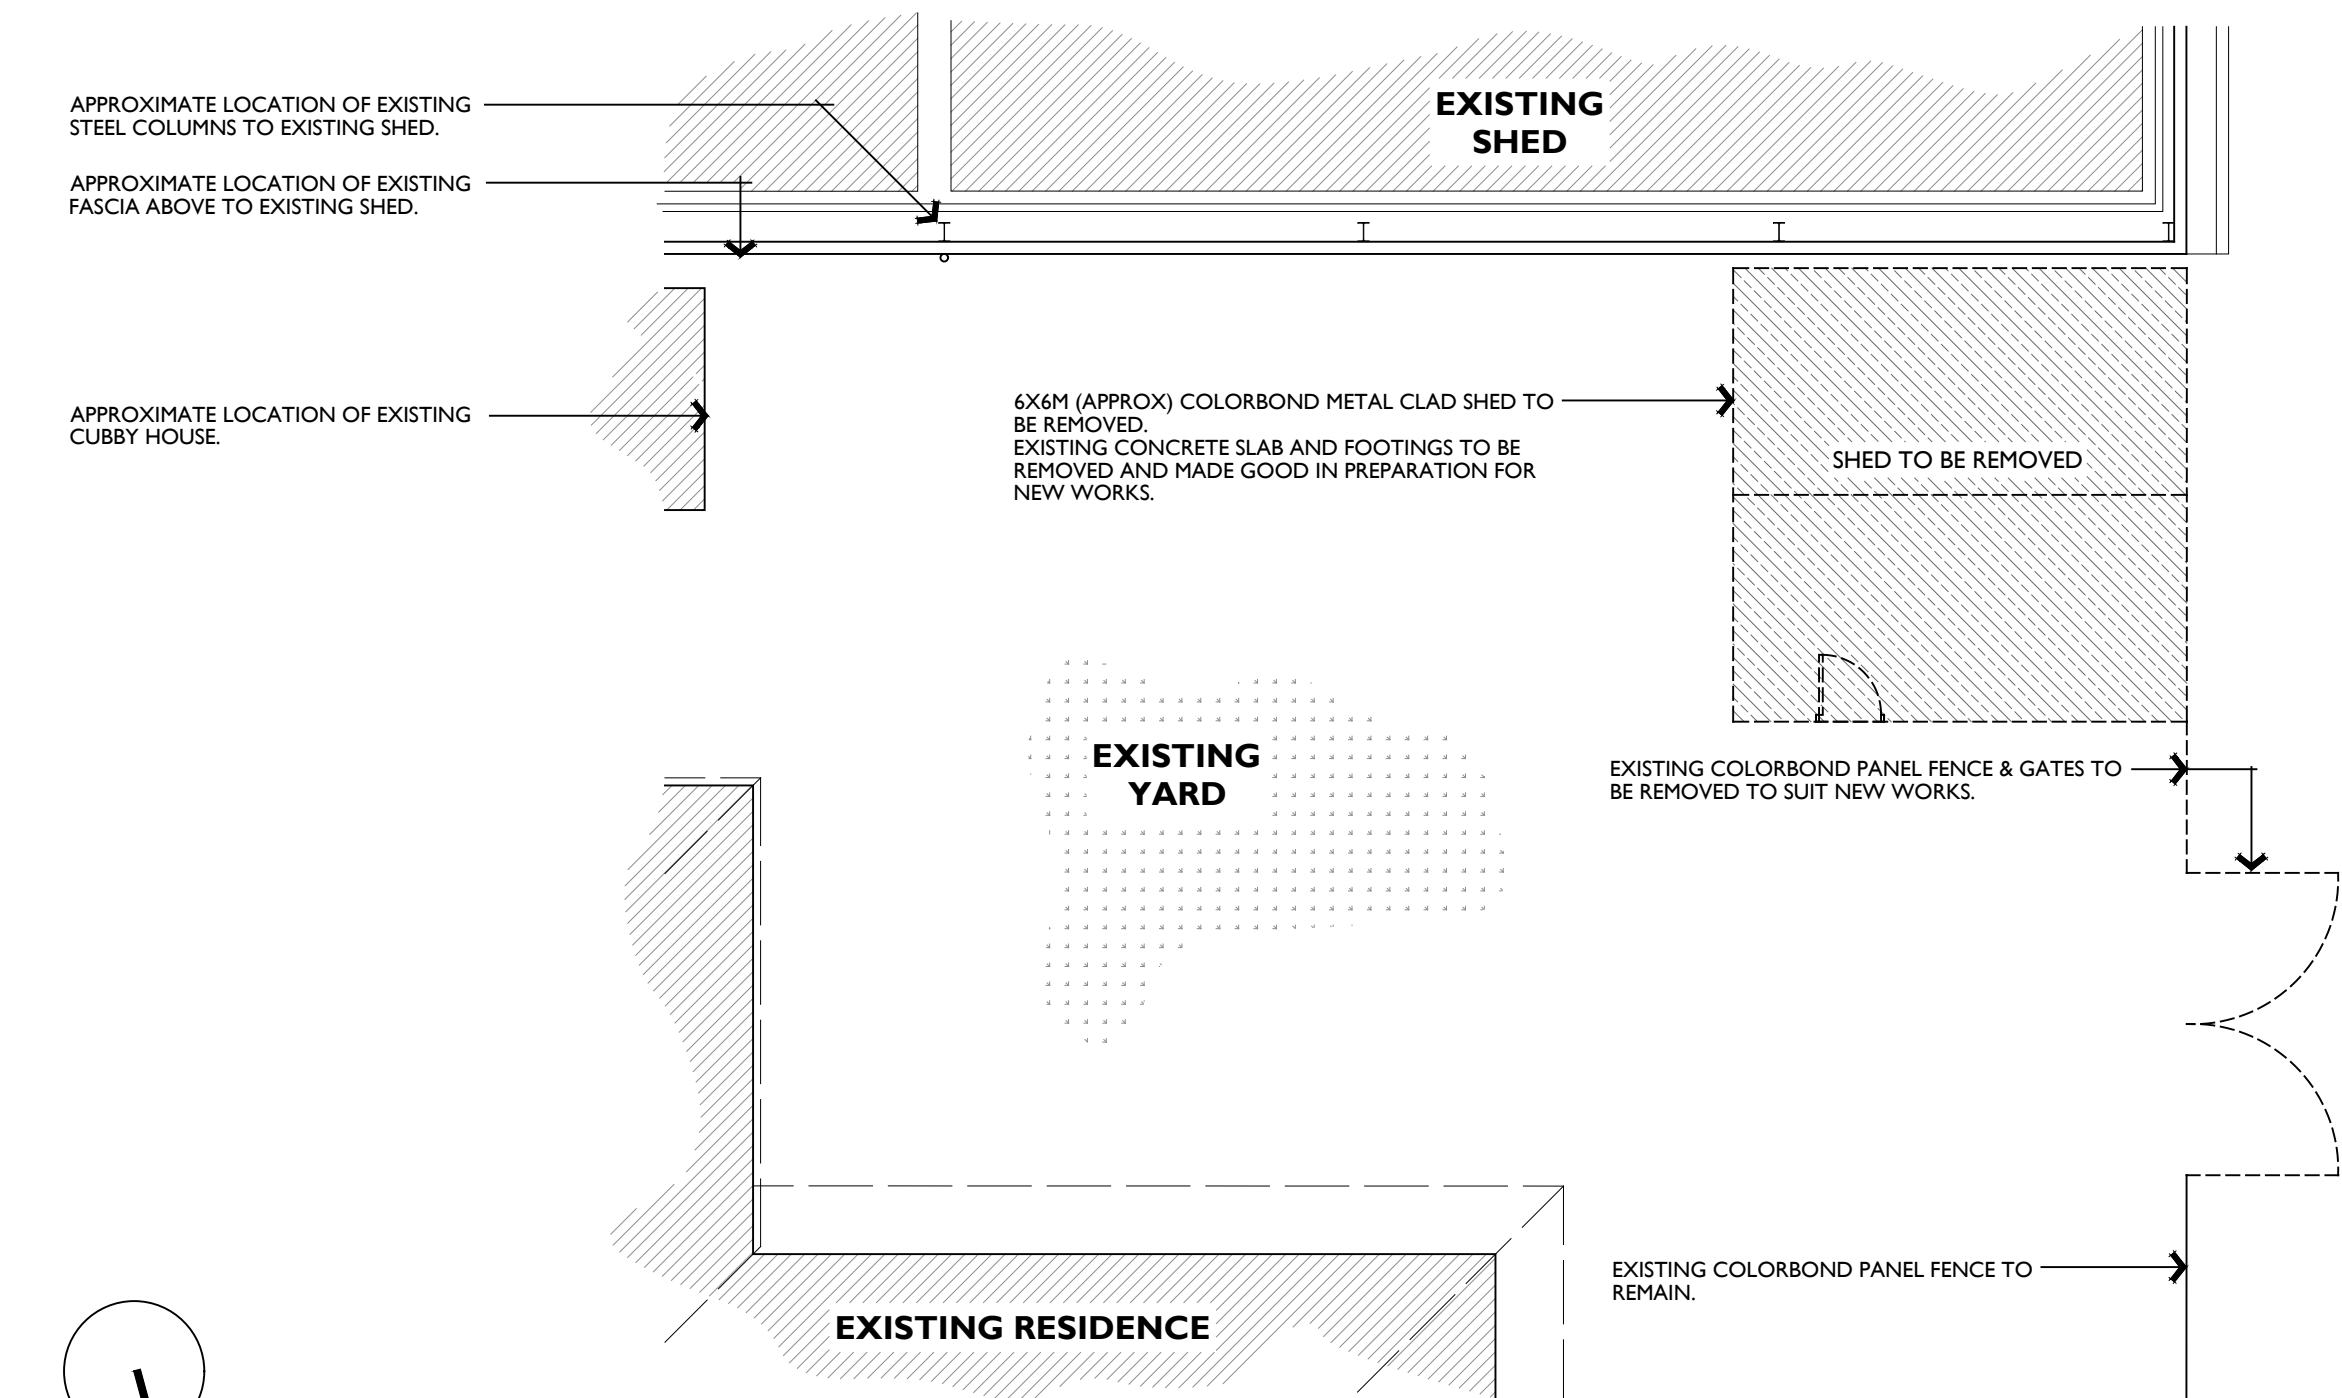 EXISTING
SHED
APPROXIMATE LOCATION OF EXISTING
STEEL COLUMNS TO EXISTING SHED.
APPROXIMATE LOCATION OF EXISTING
FASCIA ABOVE TO EXISTING SHED.
APPROXIMATE LOCATION OF EXISTING
CUBBY HOUSE.
6X6M (APPROX) COLORBOND METAL CLAD SHED TO
BE REMOVED.
EXISTING CONCRETE SLAB AND FOOTINGS TO BE
REMOVED AND MADE GOOD IN PREPARATION FOR
NEW WORKS.
SHED TO BE REMOVED
EXISTING
YARD
EXISTING COLORBOND PANEL FENCE & GATES TO
BE REMOVED TO SUIT NEW WORKS.
EXISTING COLORBOND PANEL FENCE TO
REMAIN.
EXISTING RESIDENCE